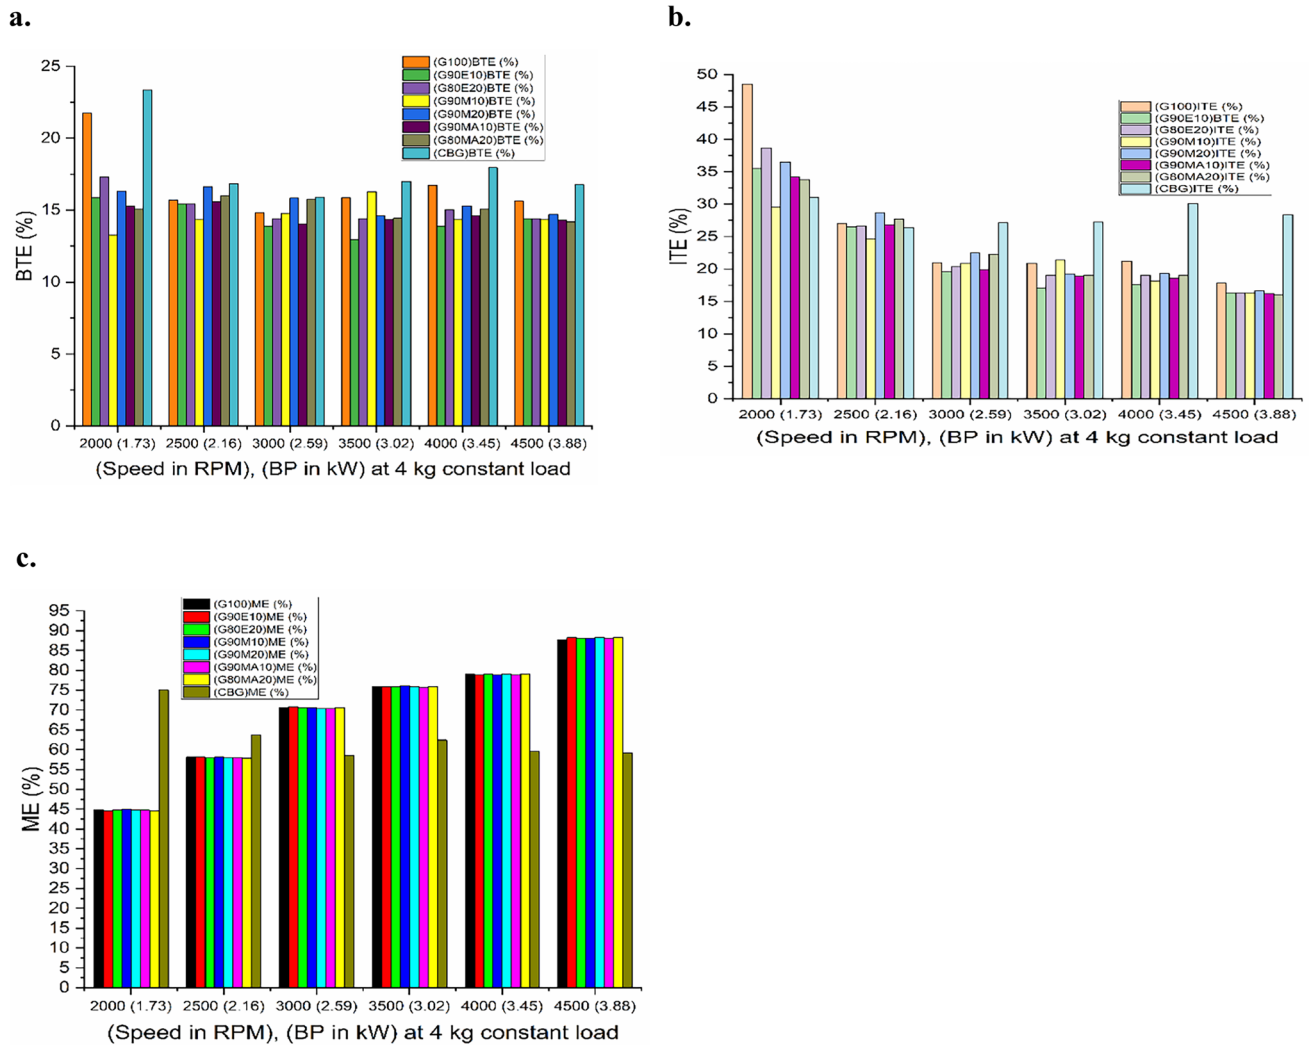 a.
25
20
15
10
5
0
BTE (%)
(G100)BTE (%)
(G90E10)BTE (%)
(G80E20)BTE (%)
(G90M10)BTE (%)
(G90M20)BTE (%)
(G90MA10)BTE (%)
(G80MA20)BTE (%)
(CBG)BTE (%)
2000 (1.73) 2500 (2.16) 3000 (2.59) 3500 (3.02) 4000 (3.45) 4500 (3.88)
(Speed in RPM), (BP in kW) at 4 kg constant load
b.
50
45
40
35
30
25
20
15
10
5
0
ITE (%)
(G100)ITE (%)
(G90E10)BTE (%)
(G80E20)ITE (%)
(G90M10)ITE (%)
(G90M20)ITE (%)
(G90MA10)ITE (%)
(G80MA20)ITE (%)
(CBG)ITE (%)
2000 (1.73) 2500 (2.16) 3000 (2.59) 3500 (3.02) 4000 (3.45) 4500 (3.88)
(Speed in RPM), (BP in kW) at 4 kg constant load
c.
95
90
85
80
75
70
65
60
55
50
45
40
35
30
25
20
15
10
5
0
ME (%)
(G100)ME (%)
(G90E10)ME (%)
(G80E20)ME (%)
(G90M10)ME (%)
(G90M20)ME (%)
(G90MA10)ME (%)
(G80MA20)ME (%)
(CBG)ME (%)
2000 (1.73) 2500 (2.16) 3000 (2.59) 3500 (3.02) 4000 (3.45) 4500 (3.88)
(Speed in RPM), (BP in kW) at 4 kg constant load